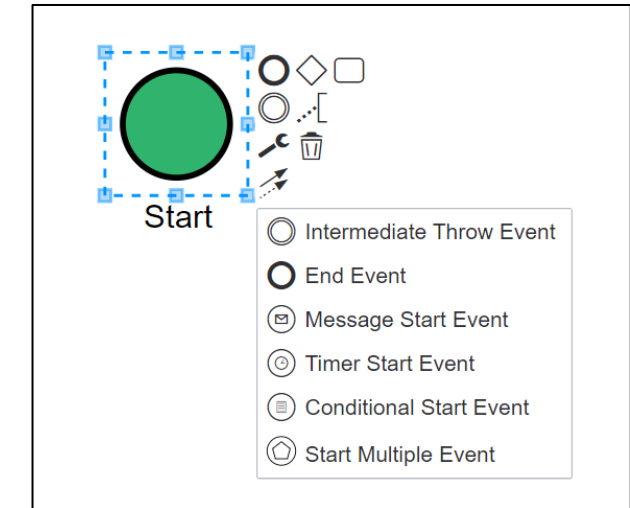 Start
Intermediate Throw Event
End Event
Message Start Event
Timer Start Event
Conditional Start Event
Start Multiple Event